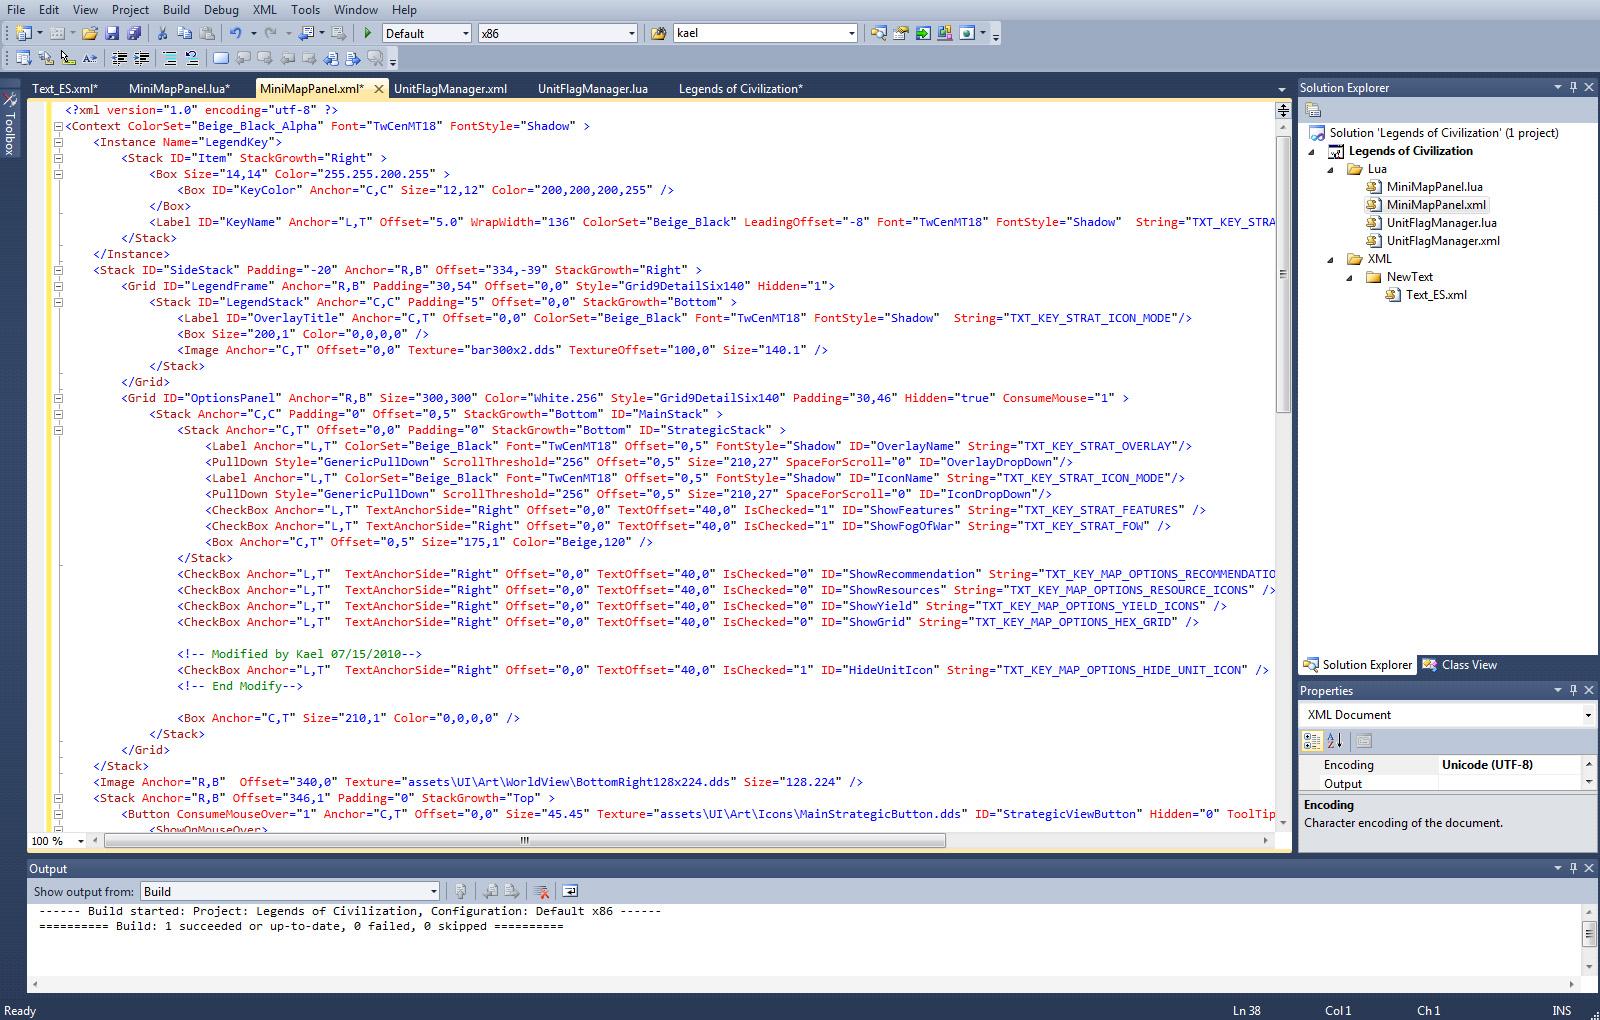 File Edit View Project Build Debug XML Tools Window Help
Default x86 kael
Text_ES.xml* MiniMapPanel.lua* MiniMapPanel.xml* UnitFlagManager.xml UnitFlagManager.lua Legends of Civilization*
Toolbox
<?xml version="1.0" encoding="utf-8" ?>
<Context ColorSet="Beige_Black_Alpha" Font="TwCenMT18" FontStyle="Shadow" >
<Instance Name="LegendKey">
<Stack ID="Item" StackGrowth="Right" >
<Box Size="14,14" Color="255.255.200.255" >
<Box ID="KeyColor" Anchor="C,C" Size="12,12" Color="200,200,200,255" />
</Box>
<Label ID="KeyName" Anchor="L,T" Offset="5.0" WrapWidth="136" ColorSet="Beige_Black" LeadingOffset="-8" Font="TwCenMT18" FontStyle="Shadow"  String="TXT_KEY_STRA
</Stack>
</Instance>
<Stack ID="SideStack" Padding="-20" Anchor="R,B" Offset="334,-39" StackGrowth="Right" >
<Grid ID="LegendFrame" Anchor="R,B" Padding="30,54" Offset="0,0" Style="Grid9DetailSix140" Hidden="1">
<Stack ID="LegendStack" Anchor="C,C" Padding="5" Offset="0,0" StackGrowth="Bottom" >
<Label ID="OverlayTitle" Anchor="C,T" Offset="0,0" ColorSet="Beige_Black" Font="TwCenMT18" FontStyle="Shadow"  String="TXT_KEY_STRAT_ICON_MODE"/>
<Box Size="200,1" Color="0,0,0,0" />
<Image Anchor="C,T" Offset="0,0" Texture="bar300x2.dds" TextureOffset="100,0" Size="140.1" />
</Stack>
</Grid>
<Grid ID="OptionsPanel" Anchor="R,B" Size="300,300" Color="White.256" Style="Grid9DetailSix140" Padding="30,46" Hidden="true" ConsumeMouse="1" >
<Stack Anchor="C,C" Padding="0" Offset="0,5" StackGrowth="Bottom" ID="MainStack" >
<Stack Anchor="C,T" Offset="0,0" Padding="0" StackGrowth="Bottom" ID="StrategicStack" >
<Label Anchor="L,T" ColorSet="Beige_Black" Font="TwCenMT18" Offset="0,5" FontStyle="Shadow" ID="OverlayName" String="TXT_KEY_STRAT_OVERLAY"/>
<PullDown Style="GenericPullDown" ScrollThreshold="256" Offset="0,5" Size="210,27" SpaceForScroll="0" ID="OverlayDropDown"/>
<Label Anchor="L,T" ColorSet="Beige_Black" Font="TwCenMT18" Offset="0,5" FontStyle="Shadow" ID="IconName" String="TXT_KEY_STRAT_ICON_MODE"/>
<PullDown Style="GenericPullDown" ScrollThreshold="256" Offset="0,5" Size="210,27" SpaceForScroll="0" ID="IconDropDown"/>
<CheckBox Anchor="L,T" TextAnchorSide="Right" Offset="0,0" TextOffset="40,0" IsChecked="1" ID="ShowFeatures" String="TXT_KEY_STRAT_FEATURES" />
<CheckBox Anchor="L,T" TextAnchorSide="Right" Offset="0,0" TextOffset="40,0" IsChecked="1" ID="ShowFogOfWar" String="TXT_KEY_STRAT_FOW" />
<Box Anchor="C,T" Offset="0,5" Size="175,1" Color="Beige,120" />
</Stack>
<CheckBox Anchor="L,T"  TextAnchorSide="Right" Offset="0,0" TextOffset="40,0" IsChecked="0" ID="ShowRecommendation" String="TXT_KEY_MAP_OPTIONS_RECOMMENDATIO
<CheckBox Anchor="L,T"  TextAnchorSide="Right" Offset="0,0" TextOffset="40,0" IsChecked="0" ID="ShowResources" String="TXT_KEY_MAP_OPTIONS_RESOURCE_ICONS" />
<CheckBox Anchor="L,T"  TextAnchorSide="Right" Offset="0,0" TextOffset="40,0" IsChecked="0" ID="ShowYield" String="TXT_KEY_MAP_OPTIONS_YIELD_ICONS" />
<CheckBox Anchor="L,T"  TextAnchorSide="Right" Offset="0,0" TextOffset="40,0" IsChecked="0" ID="ShowGrid" String="TXT_KEY_MAP_OPTIONS_HEX_GRID" />
<!-- Modified by Kael 07/15/2010-->
<CheckBox Anchor="L,T"  TextAnchorSide="Right" Offset="0,0" TextOffset="40,0" IsChecked="1" ID="HideUnitIcon" String="TXT_KEY_MAP_OPTIONS_HIDE_UNIT_ICON" />
<!-- End Modify-->
<Box Anchor="C,T" Size="210,1" Color="0,0,0,0" />
</Stack>
</Grid>
</Stack>
<Image Anchor="R,B"  Offset="340,0" Texture="assets\UI\Art\WorldView\BottomRight128x224.dds" Size="128.224" />
<Stack Anchor="R,B" Offset="346,1" Padding="0" StackGrowth="Top" >
<Button ConsumeMouseOver="1" Anchor="C,T" Offset="0,0" Size="45.45" Texture="assets\UI\Art\Icons\MainStrategicButton.dds" ID="StrategicViewButton" Hidden="0" ToolTip
<ShowOnMouseOver>
100 %
Solution Explorer
Solution 'Legends of Civilization' (1 project)
Legends of Civilization
Lua
MiniMapPanel.lua
MiniMapPanel.xml
UnitFlagManager.lua
UnitFlagManager.xml
XML
NewText
Text_ES.xml
Solution Explorer Class View
Properties
XML Document
Encoding Unicode (UTF-8)
Output
Encoding
Character encoding of the document.
Output
Show output from: Build
------ Build started: Project: Legends of Civilization, Configuration: Default x86 ------
========== Build: 1 succeeded or up-to-date, 0 failed, 0 skipped ==========
Ready Ln 38 Col 1 Ch 1 INS